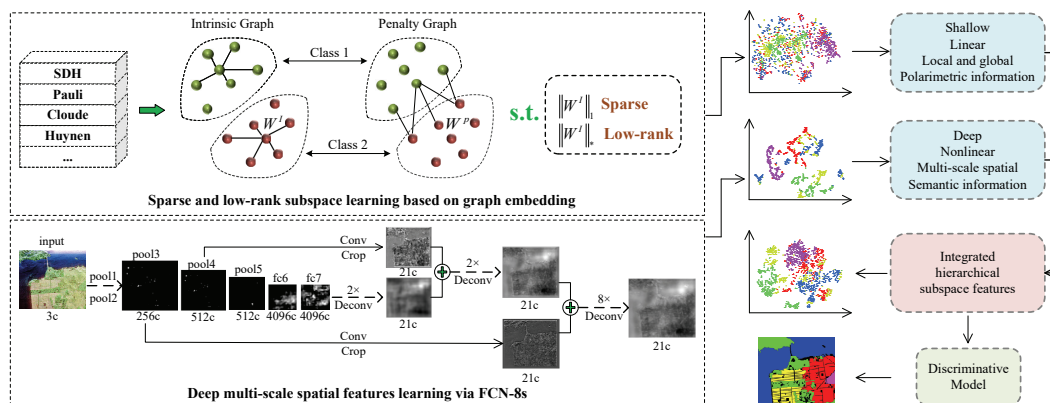 Intrinsic Graph
Penalty Graph
Class 1
SDH
Pauli
Cloude
Huynen
...
W^I
W^P
Class 2
s.t.
‖W^I‖₁ Sparse
‖W^I‖* Low-rank
Sparse and low-rank subspace learning based on graph embedding
input
3c
pool1
pool2
pool3
256c
pool4
512c
pool5
512c
fc6
4096c
fc7
4096c
Conv
Crop
21c
2×
Deconv
21c
2×
Deconv
21c
Conv
Crop
21c
8×
Deconv
21c
Deep multi-scale spatial features learning via FCN-8s
Shallow
Linear
Local and global
Polarimetric information
Deep
Nonlinear
Multi-scale spatial
Semantic information
Integrated
hierarchical
subspace features
Discriminative
Model